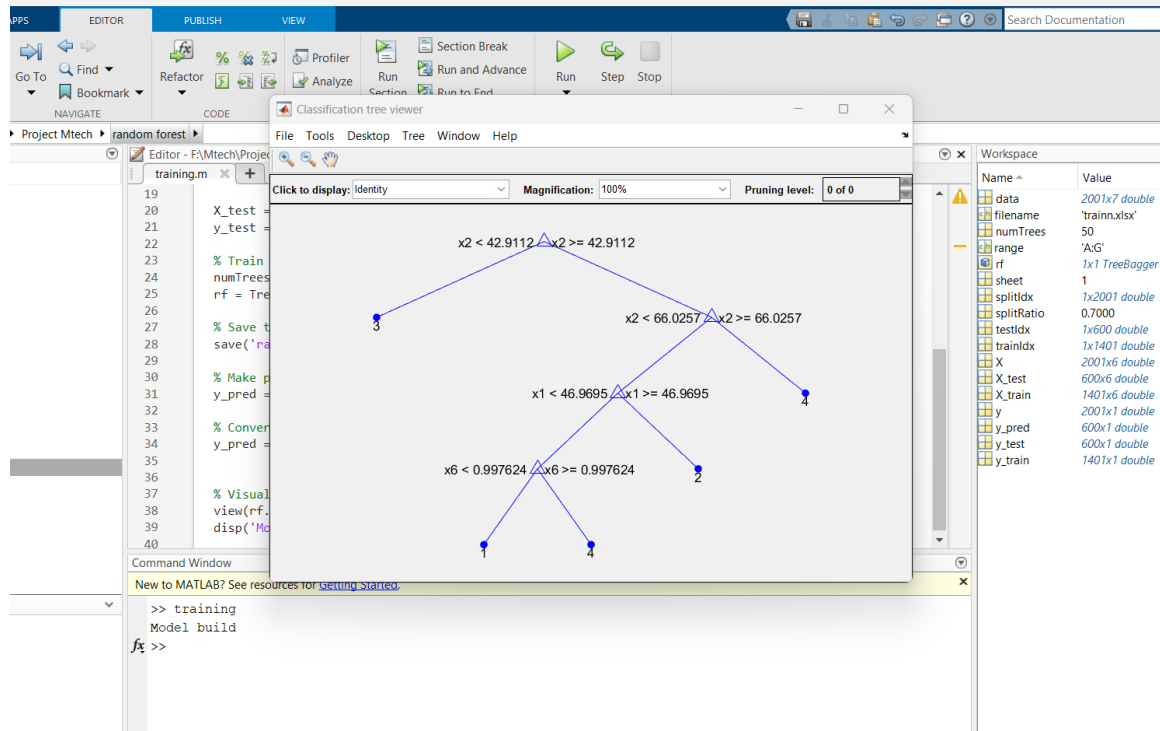 APPS EDITOR PUBLISH VIEW Search Documentation
Go To Find Bookmark
NAVIGATE
Refactor
CODE
Profiler
Analyze
Run Section
Section Break
Run and Advance
Run to End
Run Step Stop
Project Mtech random forest
Classification tree viewer
File Tools Desktop Tree Window Help
Click to display: Identity Magnification: 100% Pruning level: 0 of 0
x2 < 42.9112 x2 >= 42.9112
3
x2 < 66.0257 x2 >= 66.0257
x1 < 46.9695 x1 >= 46.9695
4
x6 < 0.997624 x6 >= 0.997624
2
1
4
Editor - F:\Mtech\Projec
training.m
19
20 X_test =
21 y_test =
22
23 % Train
24 numTrees
25 rf = Tre
26
27 % Save t
28 save('ra
29
30 % Make p
31 y_pred =
32
33 % Conver
34 y_pred =
35
36
37 % Visual
38 view(rf.
39 disp('Mo
40
Command Window
New to MATLAB? See resources for Getting Started.
>> training
Model build
fx >>
Workspace
Name Value
data 2001x7 double
filename 'trainn.xlsx'
numTrees 50
range 'A:G'
rf 1x1 TreeBagger
sheet 1
splitIdx 1x2001 double
splitRatio 0.7000
testIdx 1x600 double
trainIdx 1x1401 double
X 2001x6 double
X_test 600x6 double
X_train 1401x6 double
y 2001x1 double
y_pred 600x1 double
y_test 600x1 double
y_train 1401x1 double